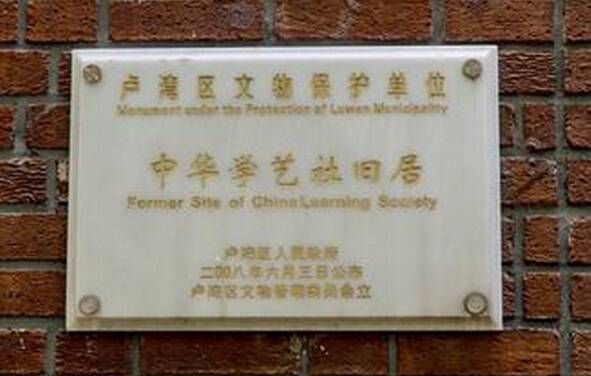 卢湾区文物保护单位
Monument under the Protection of Luwan Municipality
中华学艺社旧居
Former Site of China Learning Society
卢湾区人民政府
二00八年六月三日公布
卢湾区文物管理委员会立